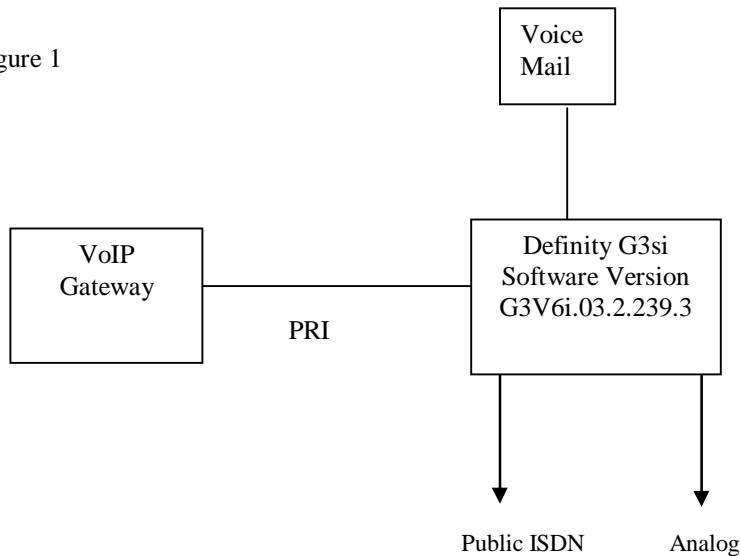 gure 1
Voice
Mail
VoIP
Gateway
PRI
Definity G3si
Software Version
G3V6i.03.2.239.3
Public ISDN
Analog